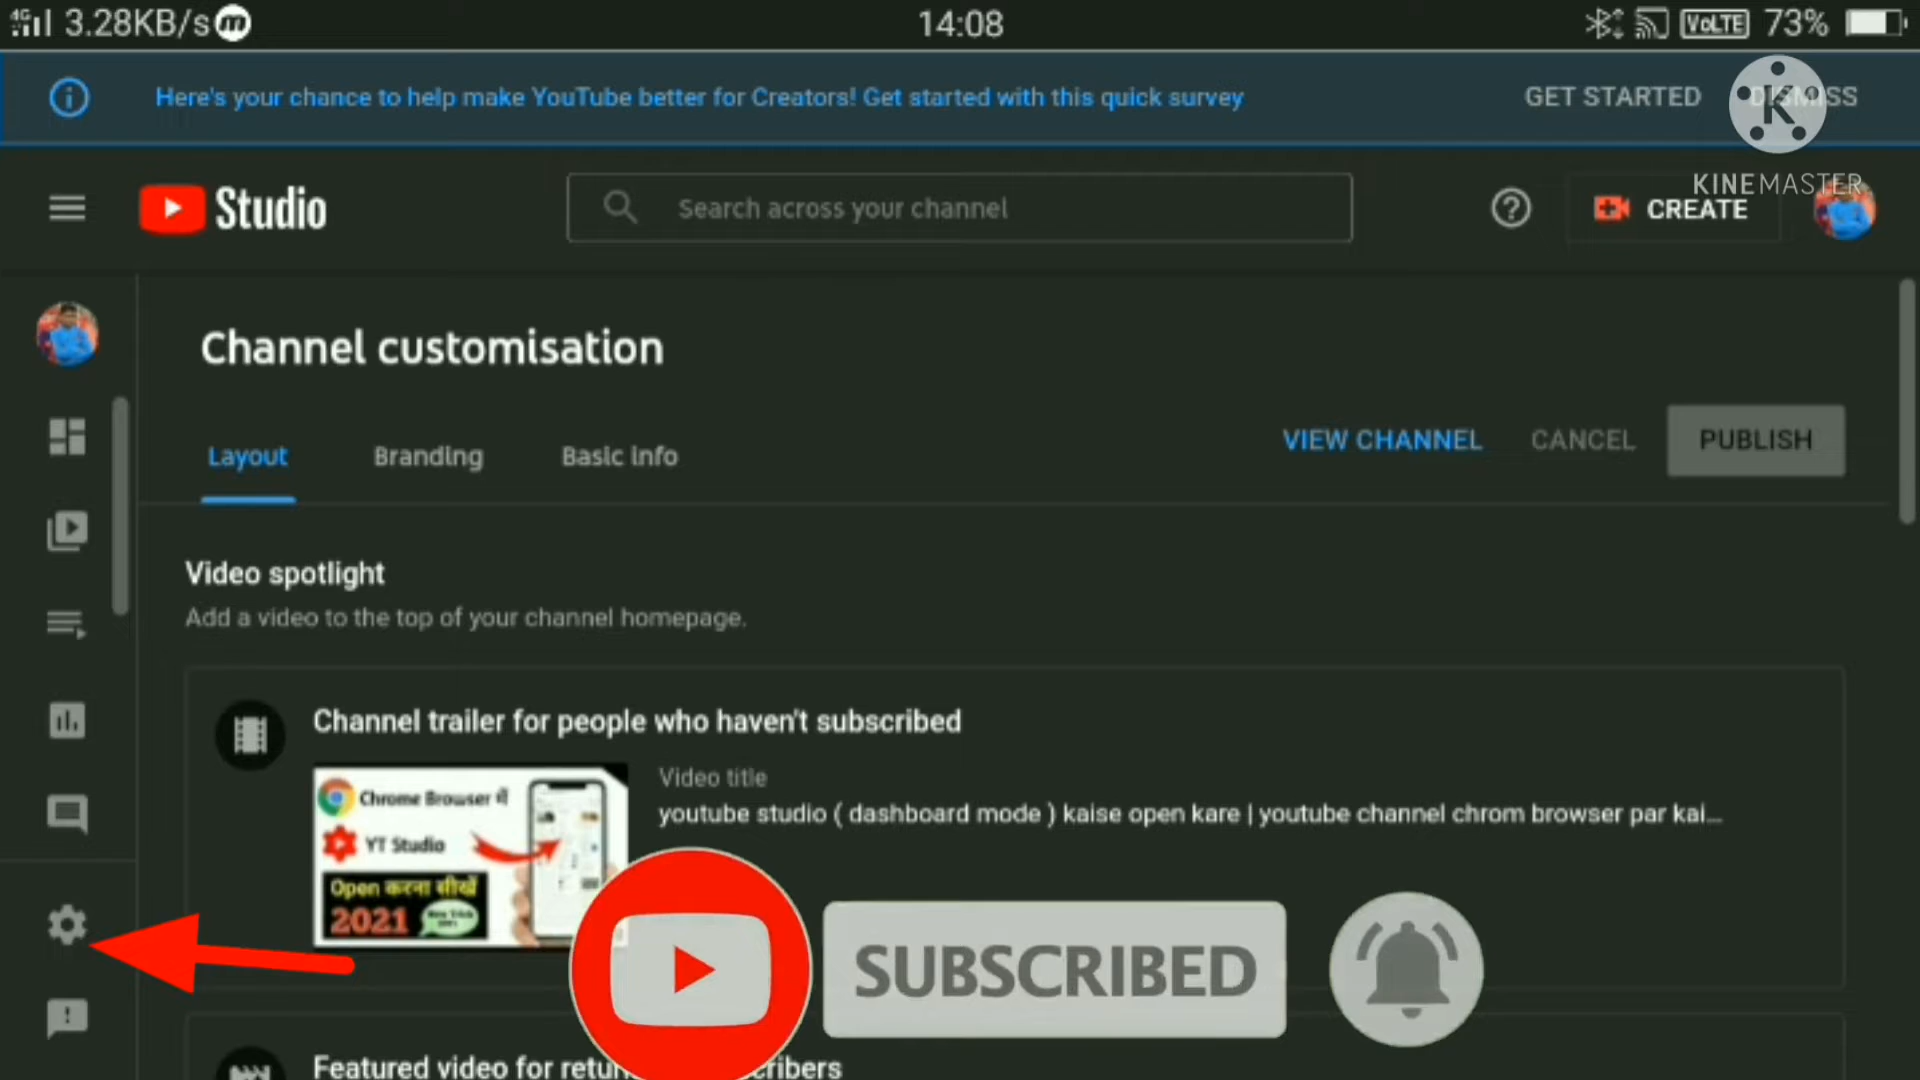 4G 3.28KB/s m 14:08 VoLTE 73%
Here's your chance to help make YouTube better for Creators! Get started with this quick survey GET STARTED
K
KINEMASTER
Studio Search across your channel CREATE
Channel customisation
Layout Branding Basic info VIEW CHANNEL CANCEL PUBLISH
Video spotlight
Add a video to the top of your channel homepage.
Channel trailer for people who haven't subscribed
Chrome Browser में
YT Studio
Open करना सीखें
2021
Video title
youtube studio ( dashboard mode ) kaise open kare | youtube channel chrom browser par kai...
SUBSCRIBED
Featured video for